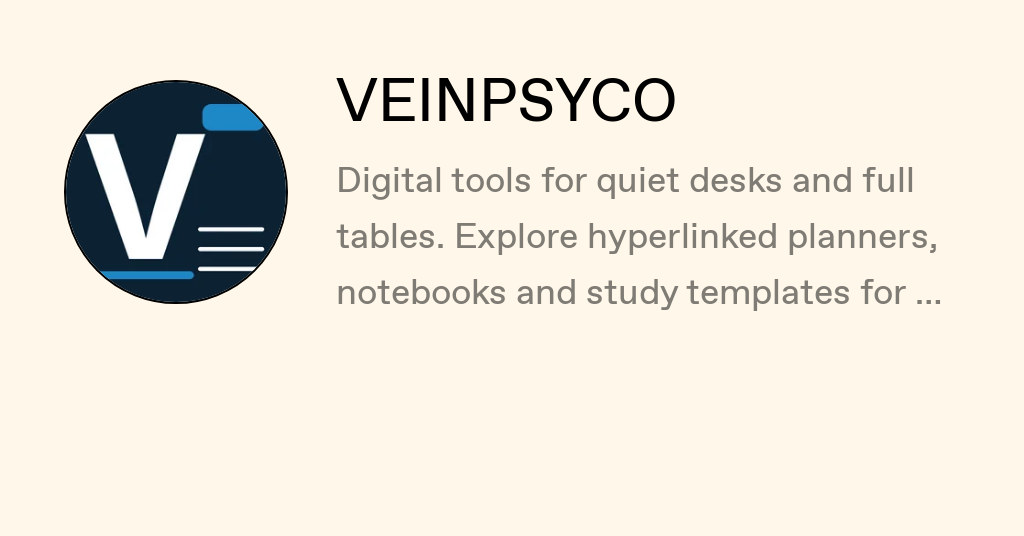 V
VEINPSYCO
Digital tools for quiet desks and full
tables. Explore hyperlinked planners,
notebooks and study templates for ...